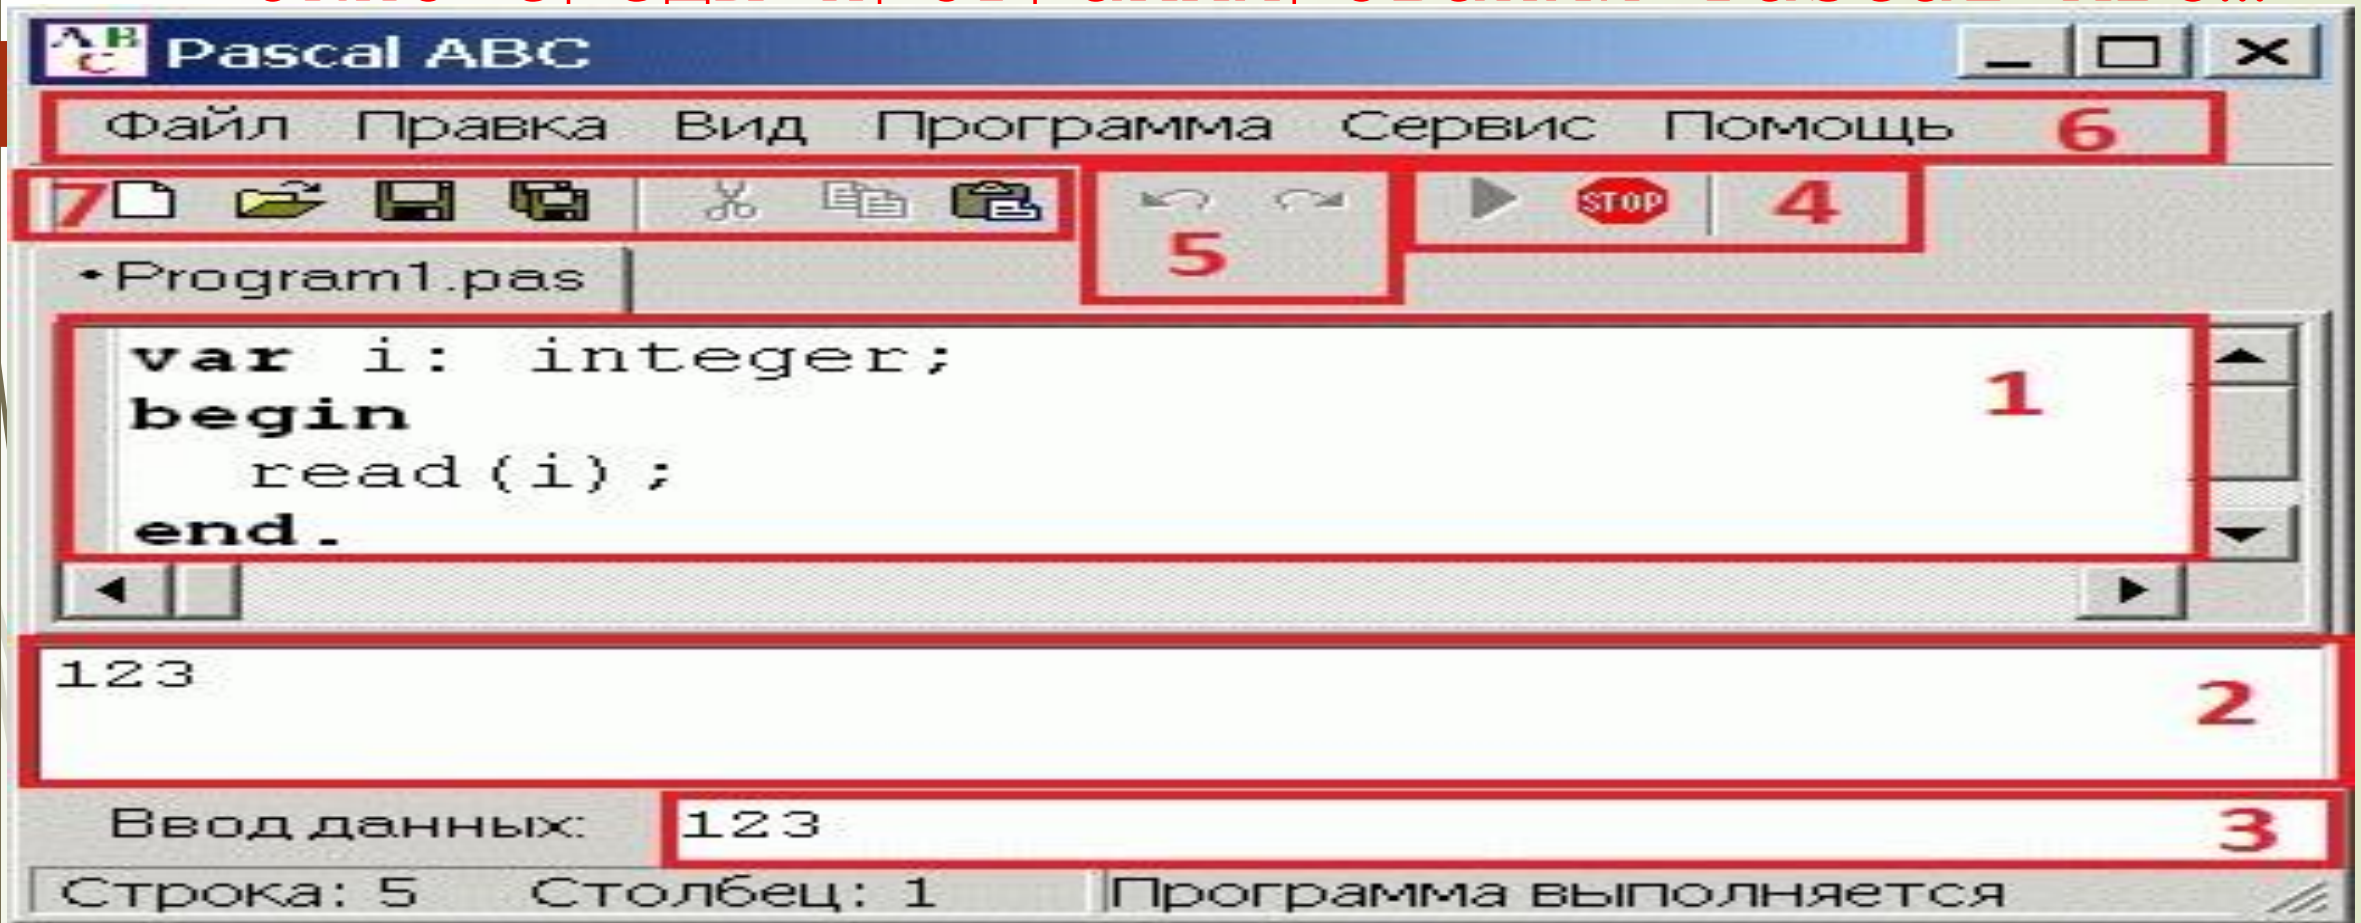 Pascal ABC
Файл Правка Вид Программа Сервис Помощь 6
7 STOP 4
5
•Program1.pas
var i: integer;
begin
read(i);
end.
1
123
2
Ввод данных: 123 3
Строка: 5 Столбец: 1 Программа выполняется